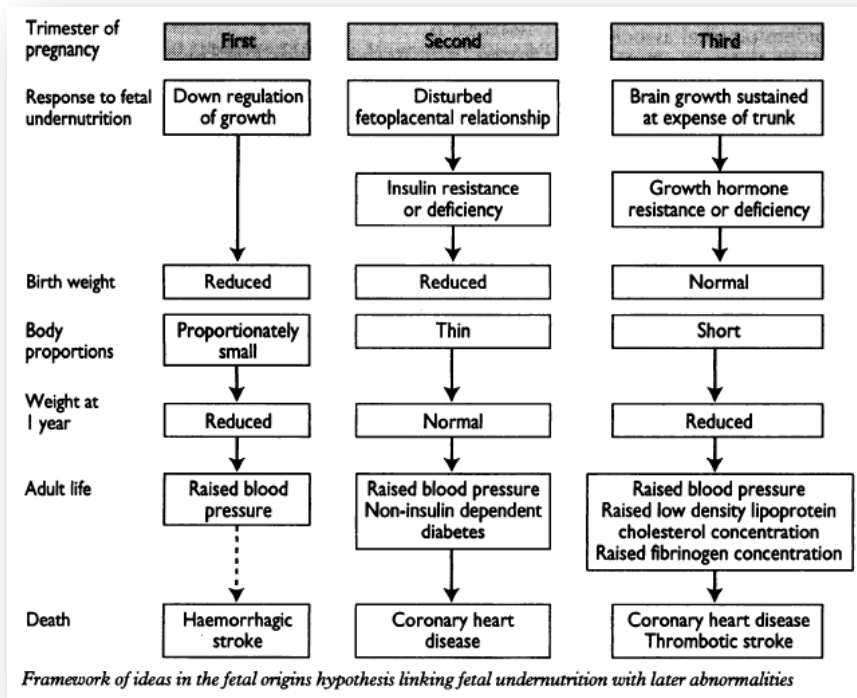 Trimester of
pregnancy
First
Second
Third
Response to fetal
undernutrition
Down regulation
of growth
Disturbed
fetoplacental relationship
Brain growth sustained
at expense of trunk
Insulin resistance
or deficiency
Growth hormone
resistance or deficiency
Birth weight
Reduced
Reduced
Normal
Body
proportions
Proportionately
small
Thin
Short
Weight at
1 year
Reduced
Normal
Reduced
Adult life
Raised blood
pressure
Raised blood pressure
Non-insulin dependent
diabetes
Raised blood pressure
Raised low density lipoprotein
cholesterol concentration
Raised fibrinogen concentration
Death
Haemorrhagic
stroke
Coronary heart
disease
Coronary heart disease
Thrombotic stroke
Framework of ideas in the fetal origins hypothesis linking fetal undernutrition with later abnormalities